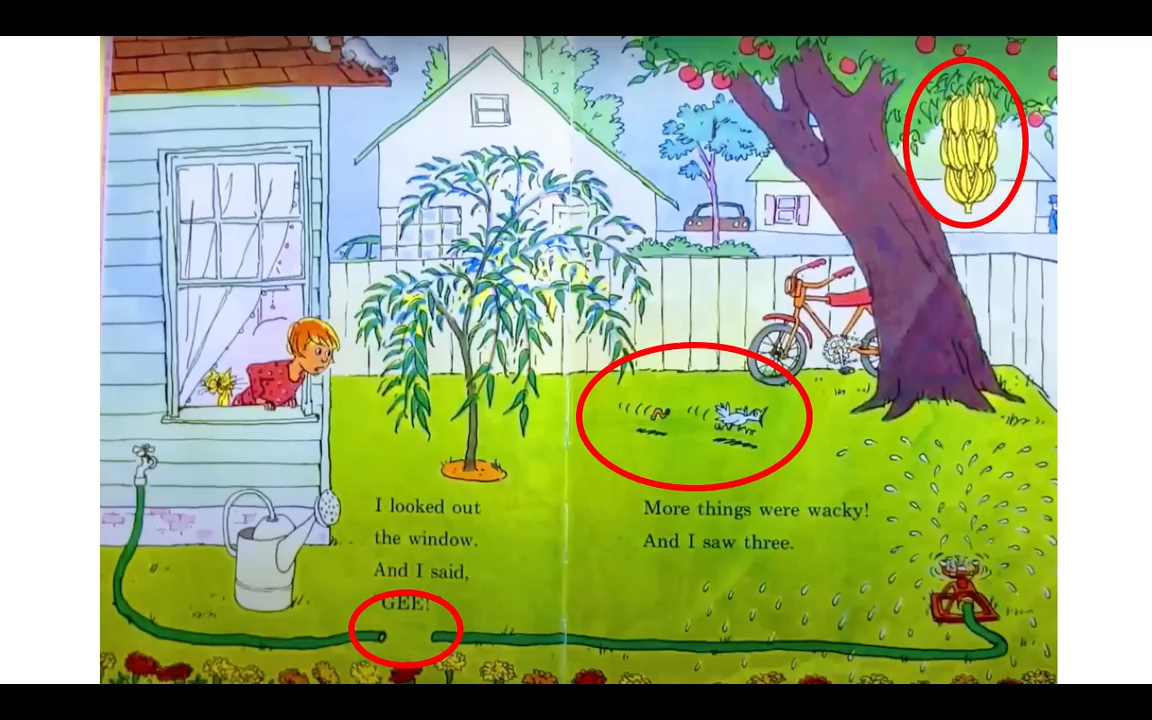 I looked out
the window.
And I said,
GEE!
More things were wacky!
And I saw three.